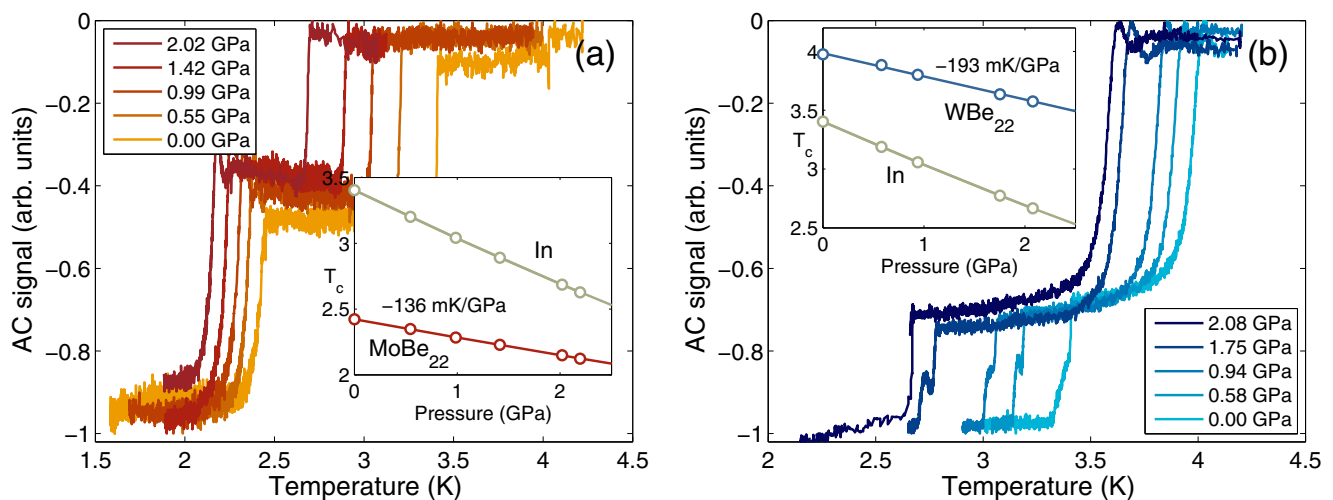 (a)
2.02 GPa
1.42 GPa
0.99 GPa
0.55 GPa
0.00 GPa
AC signal (arb. units)
0
−0.2
−0.4
−0.6
−0.8
−1
1.5 2 2.5 3 3.5 4 4.5
Temperature (K)
3.5
3
2.5
2
T_c
In
−136 mK/GPa
MoBe₂₂
0 1 2
Pressure (GPa)
(b)
AC signal (arb. units)
0
−0.2
−0.4
−0.6
−0.8
−1
2 2.5 3 3.5 4 4.5
Temperature (K)
4
3.5
3
2.5
T_c
−193 mK/GPa
WBe₂₂
In
0 1 2
Pressure (GPa)
2.08 GPa
1.75 GPa
0.94 GPa
0.58 GPa
0.00 GPa